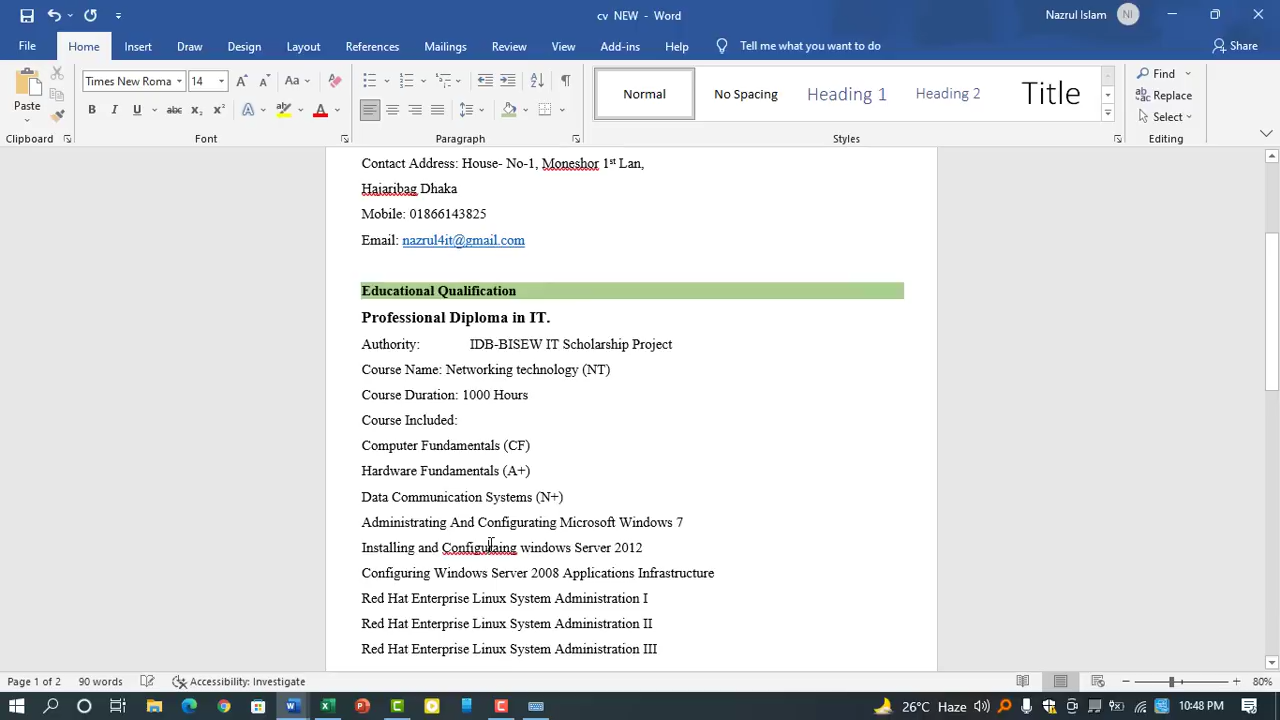 cv NEW - Word
Nazrul Islam NI
File Home Insert Draw Design Layout References Mailings Review View Add-ins Help Tell me what you want to do Share
Paste
Times New Roma 14 Aa
B I U abc x₂ x² A A
Normal No Spacing Heading 1 Heading 2 Title
Find
Replace
Select
Clipboard Font Paragraph Styles Editing
Contact Address: House- No-1, Moneshor 1st Lan,
Hajaribag Dhaka
Mobile: 01866143825
Email: nazrul4it@gmail.com
Educational Qualification
Professional Diploma in IT.
Authority: IDB-BISEW IT Scholarship Project
Course Name: Networking technology (NT)
Course Duration: 1000 Hours
Course Included:
Computer Fundamentals (CF)
Hardware Fundamentals (A+)
Data Communication Systems (N+)
Administrating And Configurating Microsoft Windows 7
Installing and Configuraing windows Server 2012
Configuring Windows Server 2008 Applications Infrastructure
Red Hat Enterprise Linux System Administration I
Red Hat Enterprise Linux System Administration II
Red Hat Enterprise Linux System Administration III
Page 1 of 2 90 words Accessibility: Investigate 80%
26°C Haze 10:48 PM